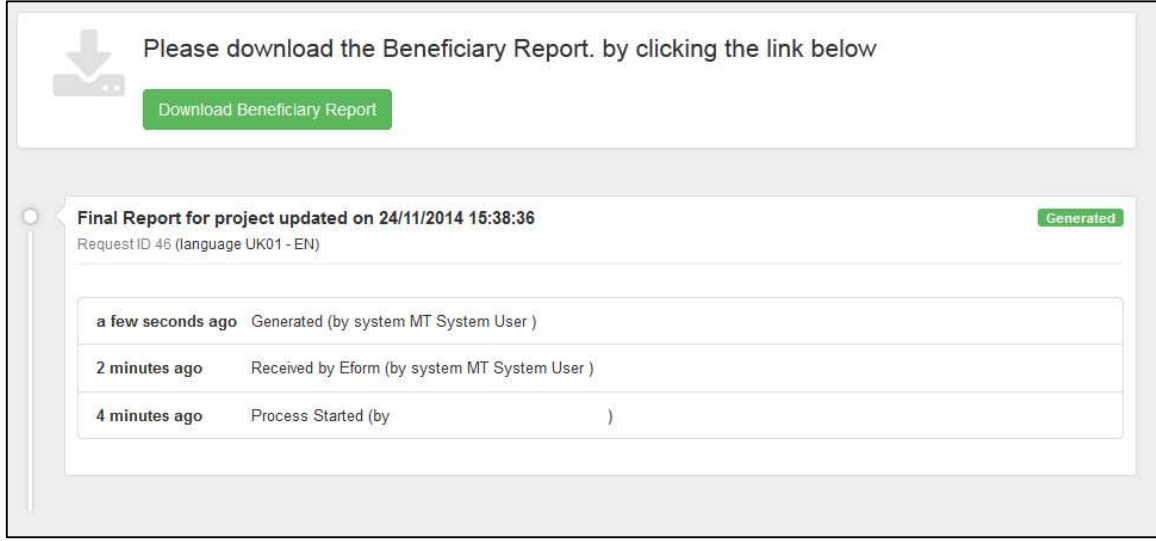 Please download the Beneficiary Report. by clicking the link below
Download Beneficiary Report
Final Report for project updated on 24/11/2014 15:38:36
Generated
Request ID 46 (language UK01 - EN)
a few seconds ago Generated (by system MT System User )
2 minutes ago Received by Eform (by system MT System User )
4 minutes ago Process Started (by )